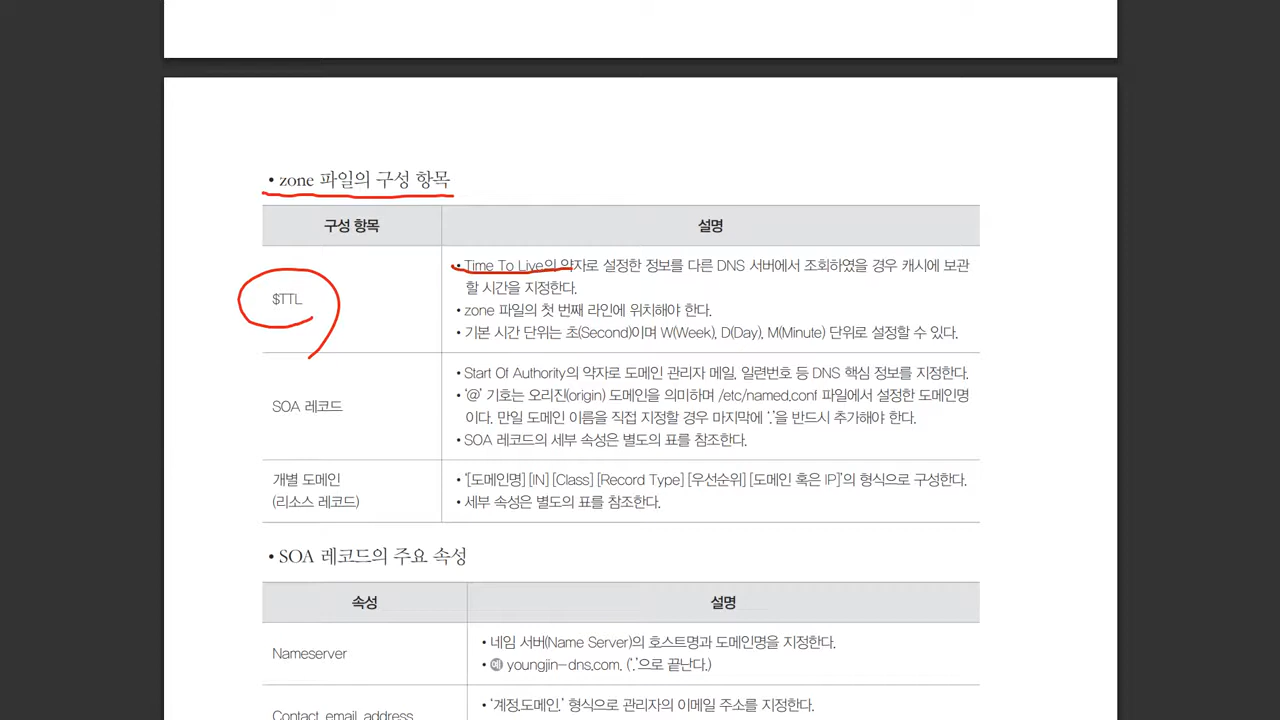 • zone 파일의 구성 항목
구성 항목
설명
$TTL
• Time To Live의 약자로 설정한 정보를 다른 DNS 서버에서 조회하였을 경우 캐시에 보관
할 시간을 지정한다.
• zone 파일의 첫 번째 라인에 위치해야 한다.
• 기본 시간 단위는 초(Second)이며 W(Week), D(Day), M(Minute) 단위로 설정할 수 있다.
SOA 레코드
• Start Of Authority의 약자로 도메인 관리자 메일, 일련번호 등 DNS 핵심 정보를 지정한다.
• ‘@’ 기호는 오리진(origin) 도메인을 의미하며 /etc/named.conf 파일에서 설정한 도메인명
이다. 만일 도메인 이름을 직접 지정할 경우 마지막에 ‘.’을 반드시 추가해야 한다.
• SOA 레코드의 세부 속성은 별도의 표를 참조한다.
개별 도메인
(리소스 레코드)
• ‘[도메인명] [IN] [Class] [Record Type] [우선순위] [도메인 혹은 IP]’의 형식으로 구성한다.
• 세부 속성은 별도의 표를 참조한다.
• SOA 레코드의 주요 속성
속성
설명
Nameserver
• 네임 서버(Name Server)의 호스트명과 도메인명을 지정한다.
• 예 youngjin-dns.com. (‘.’으로 끝난다.)
Contact email address
• ‘계정.도메인.’ 형식으로 관리자의 이메일 주소를 지정한다.